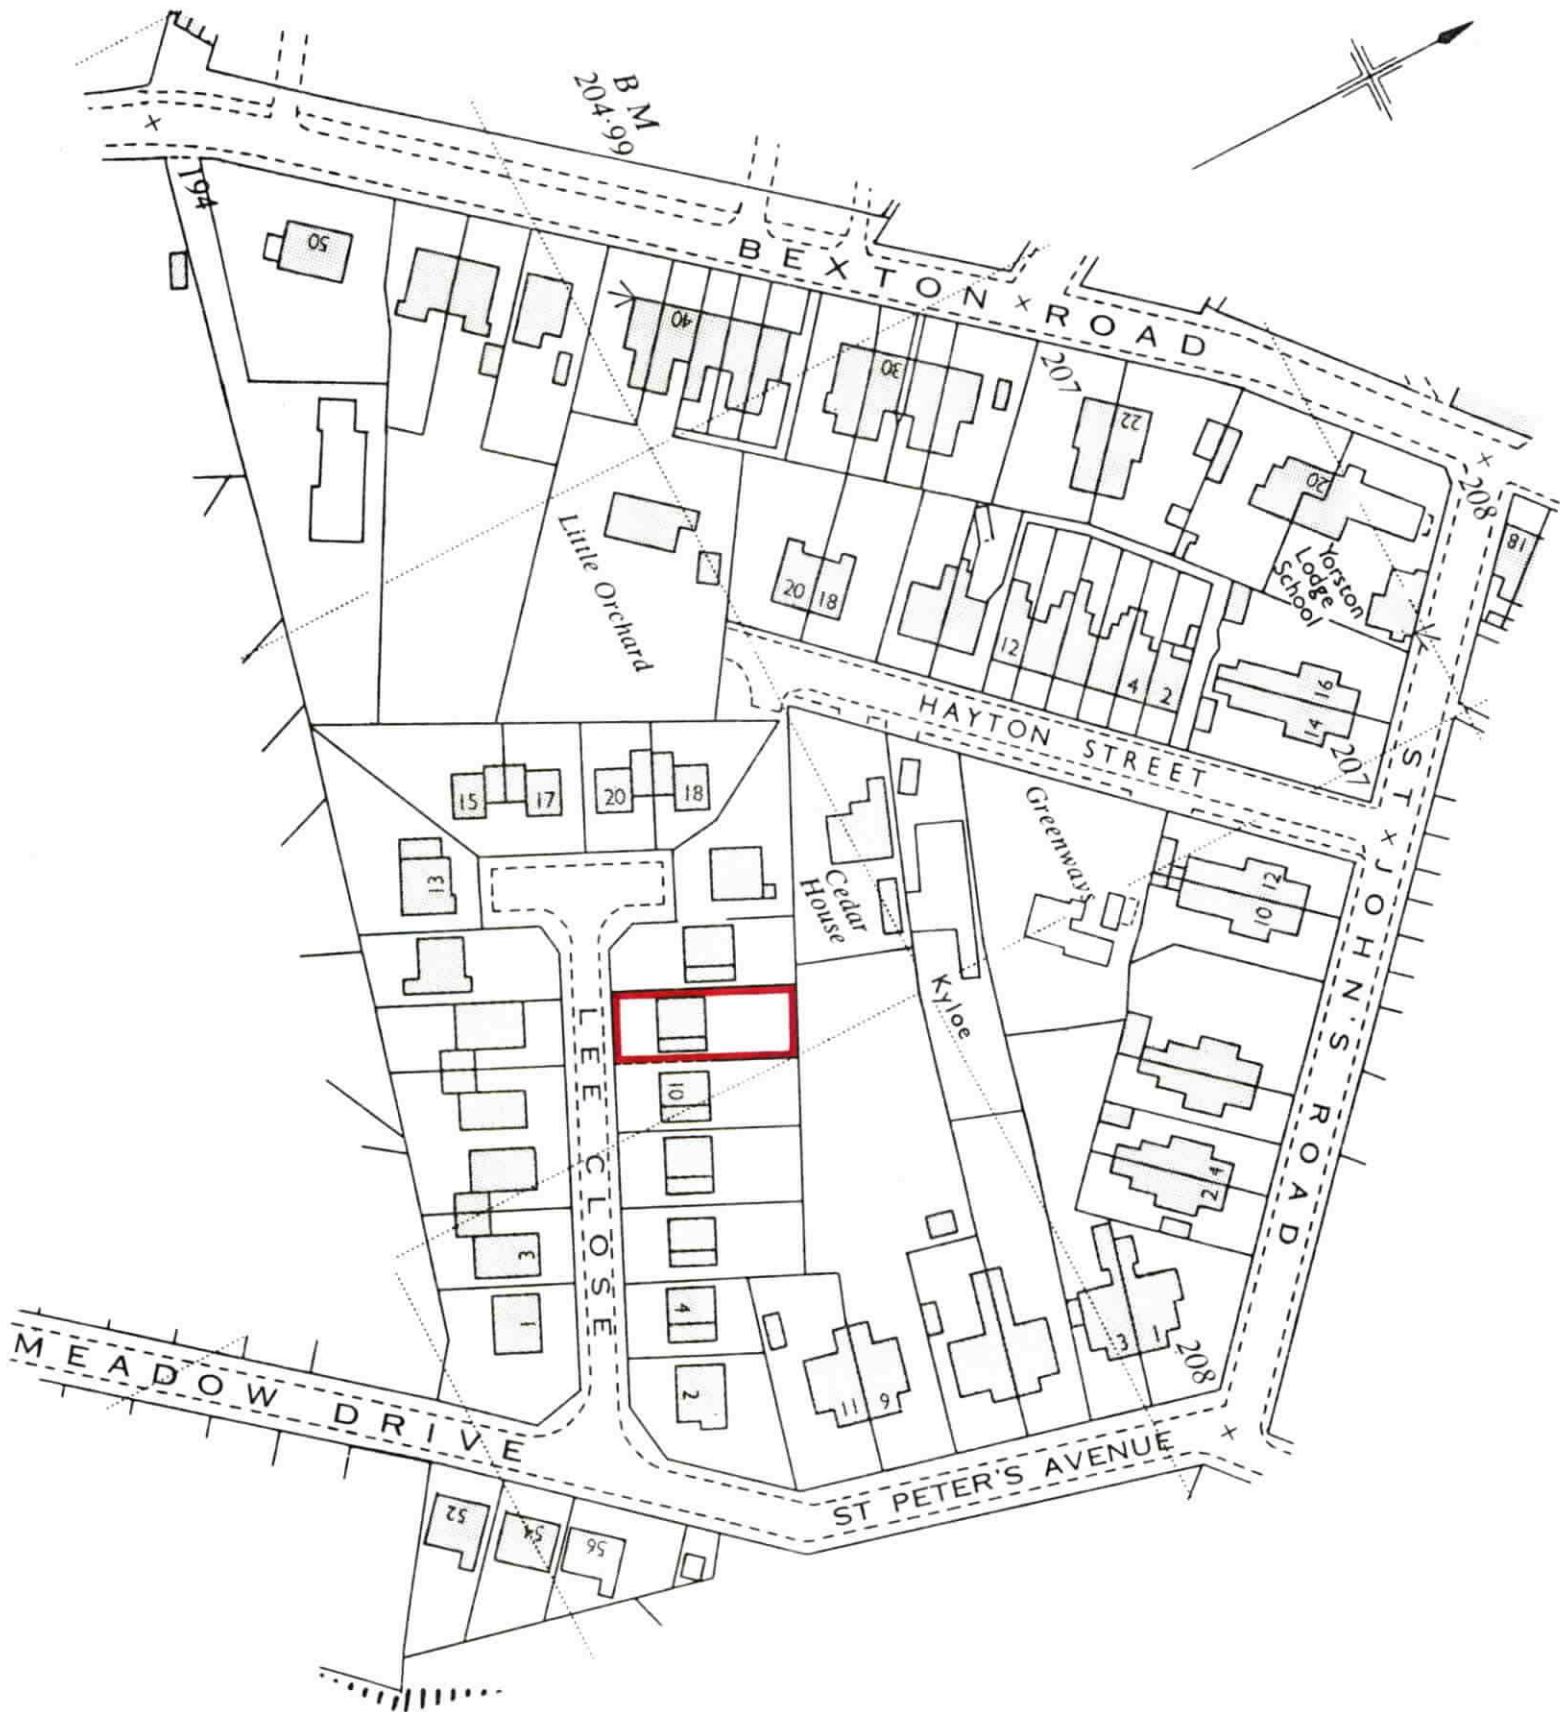 B M
204·99
194
BEXTON ROAD
50
40
30
207
22
20
208
18
Yorston
Lodge
School
Little Orchard
20
18
12
4
2
16
14
207
HAYTON STREET
ST JOHN'S ROAD
15
17
20
18
13
Cedar
House
Greenways
Kyloe
12
10
LEE CLOSE
10
3
1
4
2
4
2
3
1
208
11
9
MEADOW DRIVE
ST PETER'S AVENUE
52
54
56